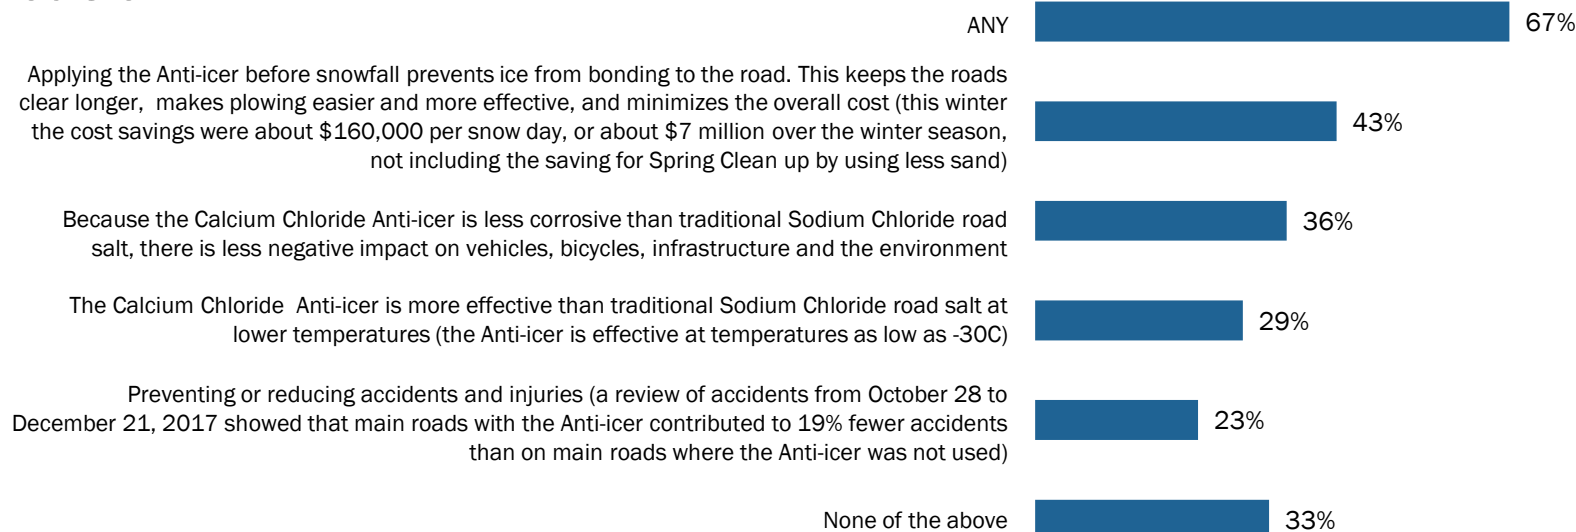 ANY
67%
Applying the Anti-icer before snowfall prevents ice from bonding to the road. This keeps the roads
clear longer,  makes plowing easier and more effective, and minimizes the overall cost (this winter
the cost savings were about $160,000 per snow day, or about $7 million over the winter season,
not including the saving for Spring Clean up by using less sand)
43%
Because the Calcium Chloride Anti-icer is less corrosive than traditional Sodium Chloride road
salt, there is less negative impact on vehicles, bicycles, infrastructure and the environment
36%
The Calcium Chloride  Anti-icer is more effective than traditional Sodium Chloride road salt at
lower temperatures (the Anti-icer is effective at temperatures as low as -30C)
29%
Preventing or reducing accidents and injuries (a review of accidents from October 28 to
December 21, 2017 showed that main roads with the Anti-icer contributed to 19% fewer accidents
than on main roads where the Anti-icer was not used)
23%
None of the above
33%